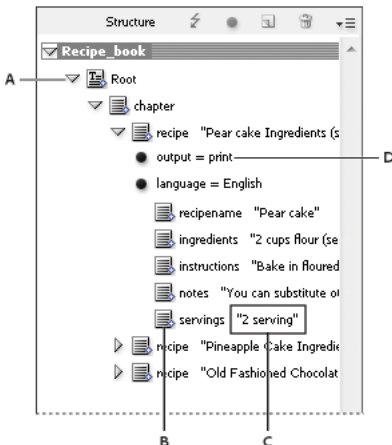 Structure
Recipe_book
A
Root
chapter
recipe "Pear cake Ingredients (s
output = print
D
language = English
recipename "Pear cake"
ingredients "2 cups flour (se
instructions "Bake in floured
notes "You can substitute o
servings "2 serving"
recipe "Pineapple Cake Ingredie
recipe "Old Fashioned Chocolat
B
C